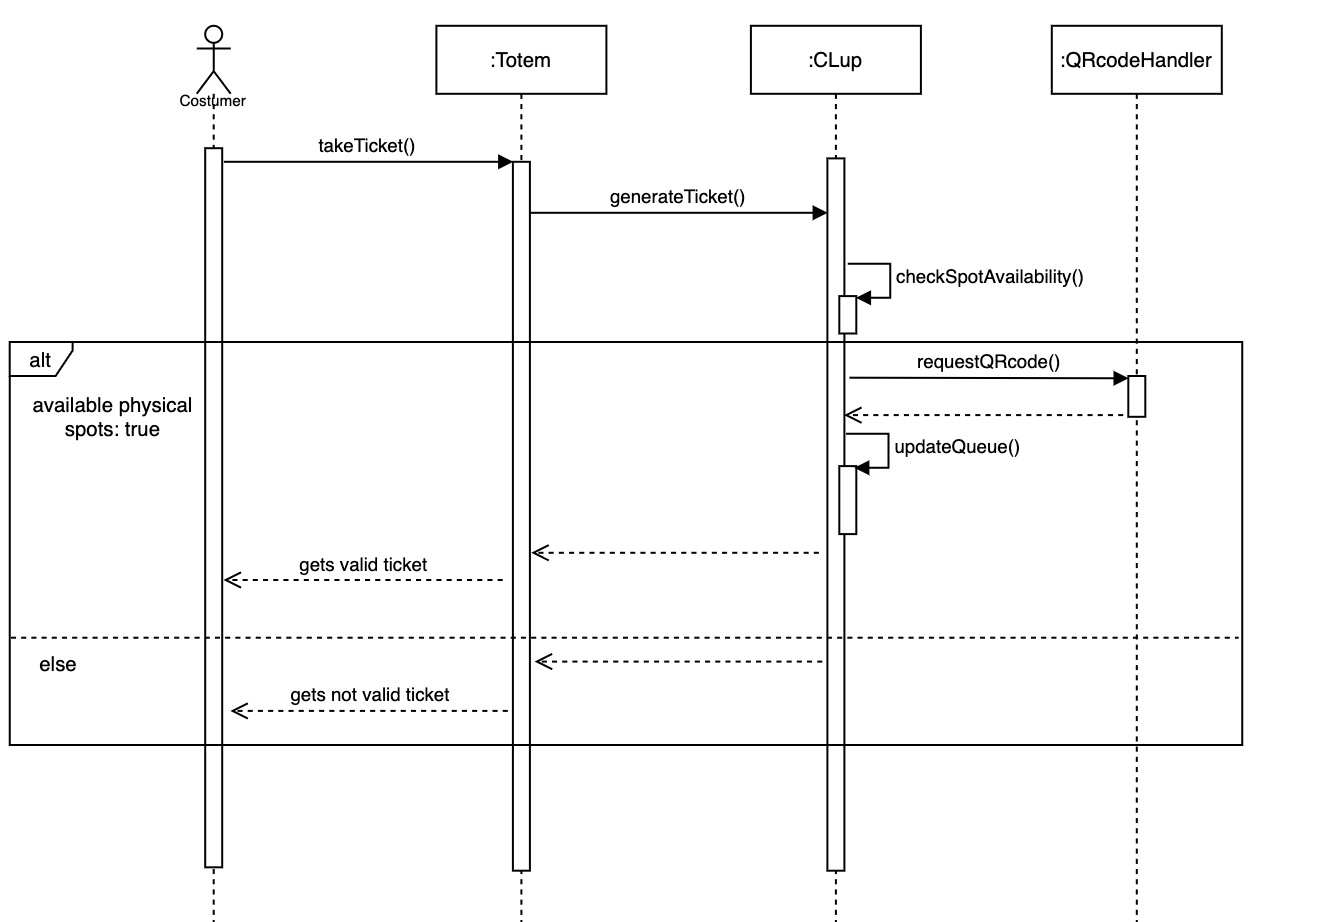 Costumer
:Totem
:CLup
:QRcodeHandler
takeTicket()
generateTicket()
checkSpotAvailability()
alt
requestQRcode()
available physical
spots: true
updateQueue()
gets valid ticket
else
gets not valid ticket